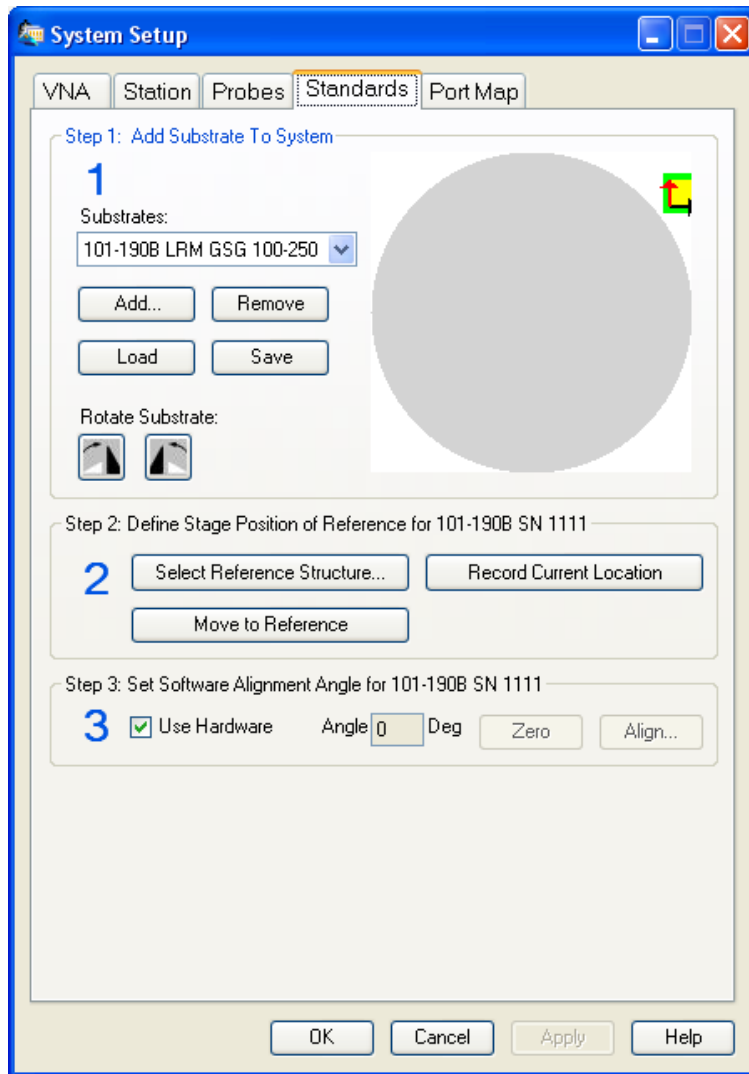 System Setup
VNA Station Probes Standards Port Map
Step 1: Add Substrate To System
1
Substrates:
101-190B LRM GSG 100-250
Add... Remove
Load Save
Rotate Substrate:
Step 2: Define Stage Position of Reference for 101-190B SN 1111
2 Select Reference Structure... Record Current Location
Move to Reference
Step 3: Set Software Alignment Angle for 101-190B SN 1111
3 Use Hardware Angle 0 Deg Zero Align...
OK Cancel Apply Help